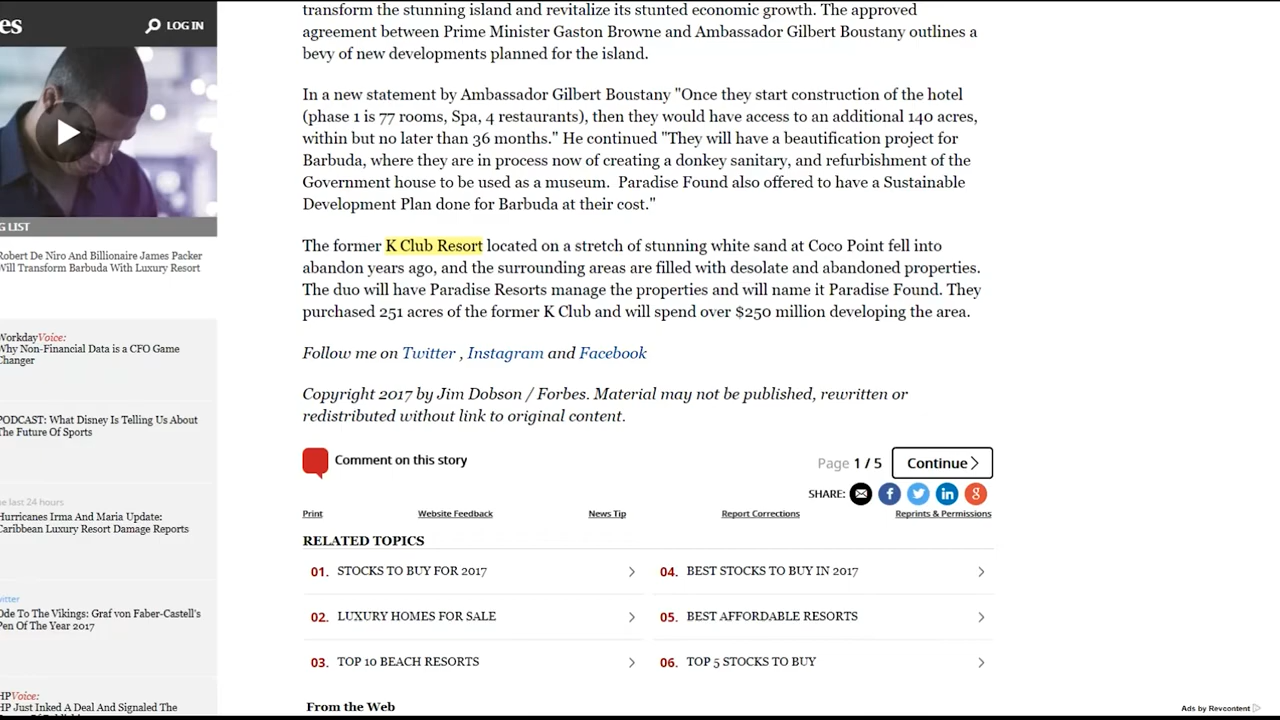 es
LOG IN
G LIST
Robert De Niro And Billionaire James Packer
Will Transform Barbuda With Luxury Resort
WorkdayVoice:
Why Non-Financial Data is a CFO Game
Changer
PODCAST: What Disney Is Telling Us About
The Future Of Sports
he last 24 hours
Hurricanes Irma And Maria Update:
Caribbean Luxury Resort Damage Reports
witter
Ode To The Vikings: Graf von Faber-Castell's
Pen Of The Year 2017
HPVoice:
HP Just Inked A Deal And Signaled The
transform the stunning island and revitalize its stunted economic growth. The approved
agreement between Prime Minister Gaston Browne and Ambassador Gilbert Boustany outlines a
bevy of new developments planned for the island.
In a new statement by Ambassador Gilbert Boustany "Once they start construction of the hotel
(phase 1 is 77 rooms, Spa, 4 restaurants), then they would have access to an additional 140 acres,
within but no later than 36 months." He continued "They will have a beautification project for
Barbuda, where they are in process now of creating a donkey sanitary, and refurbishment of the
Government house to be used as a museum. Paradise Found also offered to have a Sustainable
Development Plan done for Barbuda at their cost."
The former K Club Resort located on a stretch of stunning white sand at Coco Point fell into
abandon years ago, and the surrounding areas are filled with desolate and abandoned properties.
The duo will have Paradise Resorts manage the properties and will name it Paradise Found. They
purchased 251 acres of the former K Club and will spend over $250 million developing the area.
Follow me on Twitter , Instagram and Facebook
Copyright 2017 by Jim Dobson / Forbes. Material may not be published, rewritten or
redistributed without link to original content.
Comment on this story
Page 1 / 5
Continue
SHARE:
Print
Website Feedback
News Tip
Report Corrections
Reprints & Permissions
RELATED TOPICS
01. STOCKS TO BUY FOR 2017
04. BEST STOCKS TO BUY IN 2017
02. LUXURY HOMES FOR SALE
05. BEST AFFORDABLE RESORTS
03. TOP 10 BEACH RESORTS
06. TOP 5 STOCKS TO BUY
From the Web
Ads by Revcontent